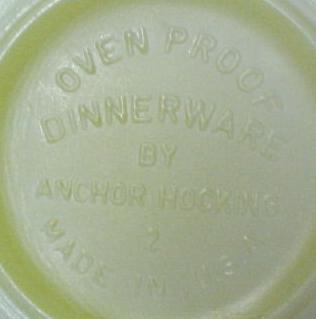 OVEN PROOF
DINNERWARE
BY
ANCHOR HOCKING
2
MADE IN U.S.A.